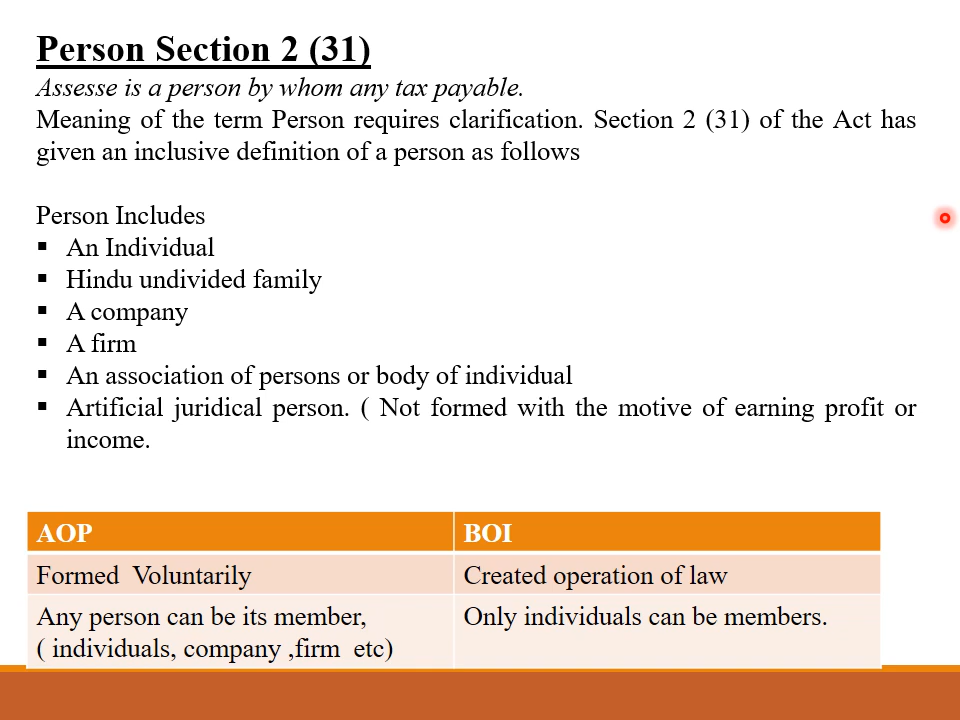 Person Section 2 (31)
Assesse is a person by whom any tax payable.
Meaning of the term Person requires clarification. Section 2 (31) of the Act has
given an inclusive definition of a person as follows
Person Includes
▪ An Individual
▪ Hindu undivided family
▪ A company
▪ A firm
▪ An association of persons or body of individual
▪ Artificial juridical person. ( Not formed with the motive of earning profit or
income.
AOP BOI
Formed Voluntarily Created operation of law
Any person can be its member, Only individuals can be members.
( individuals, company ,firm etc)